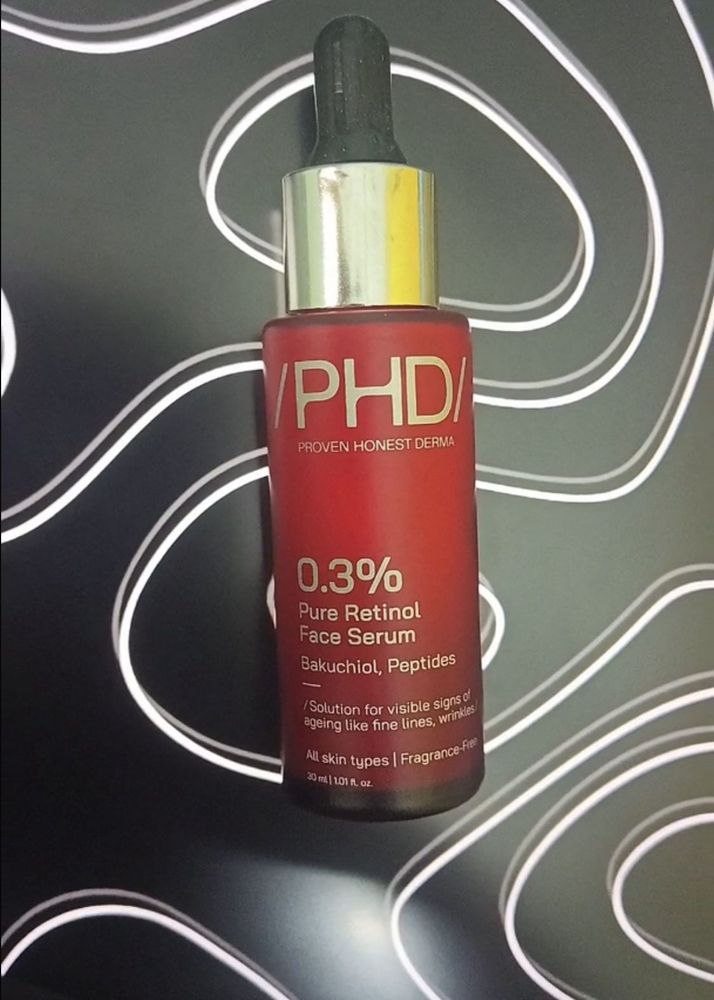 /PHD/
PROVEN HONEST DERMA
0.3%
Pure Retinol
Face Serum
Bakuchiol, Peptides
/Solution for visible signs of
ageing like fine lines, wrinkles/
All skin types | Fragrance-Free
30 ml | 1.01 fl. oz.